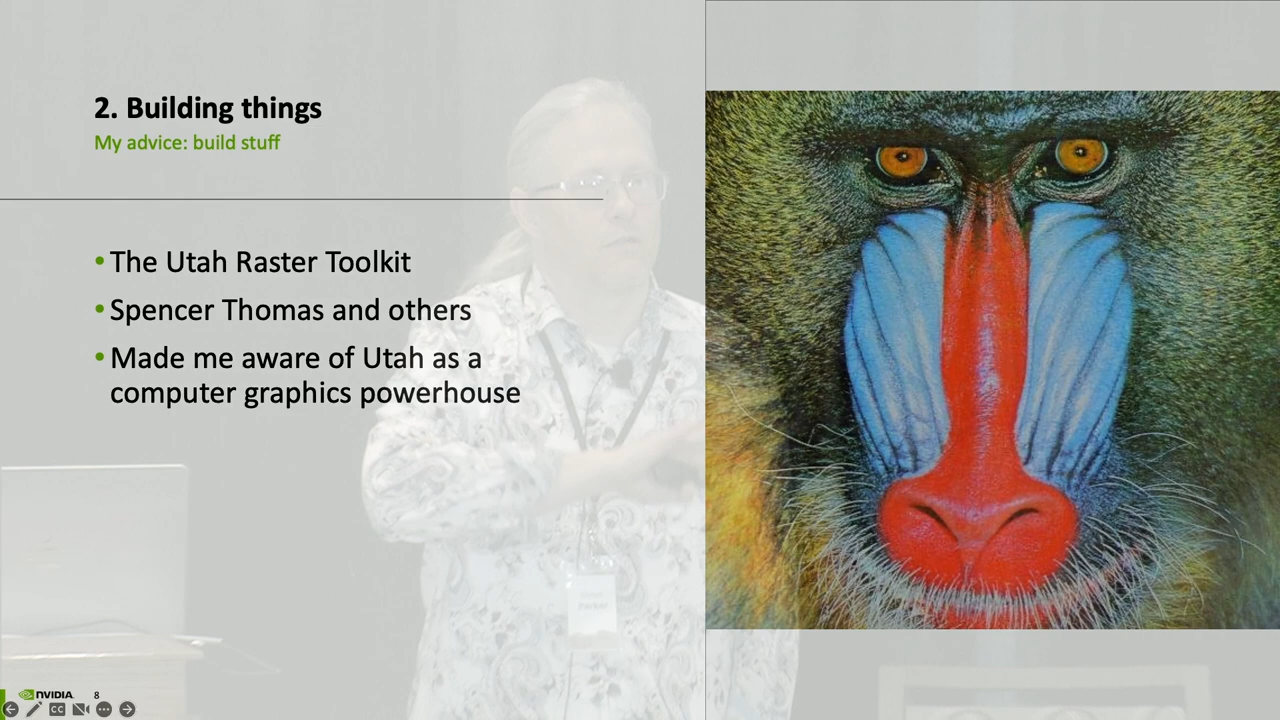 2. Building things
My advice: build stuff
• The Utah Raster Toolkit
• Spencer Thomas and others
• Made me aware of Utah as a
computer graphics powerhouse
NVIDIA.
8
CC